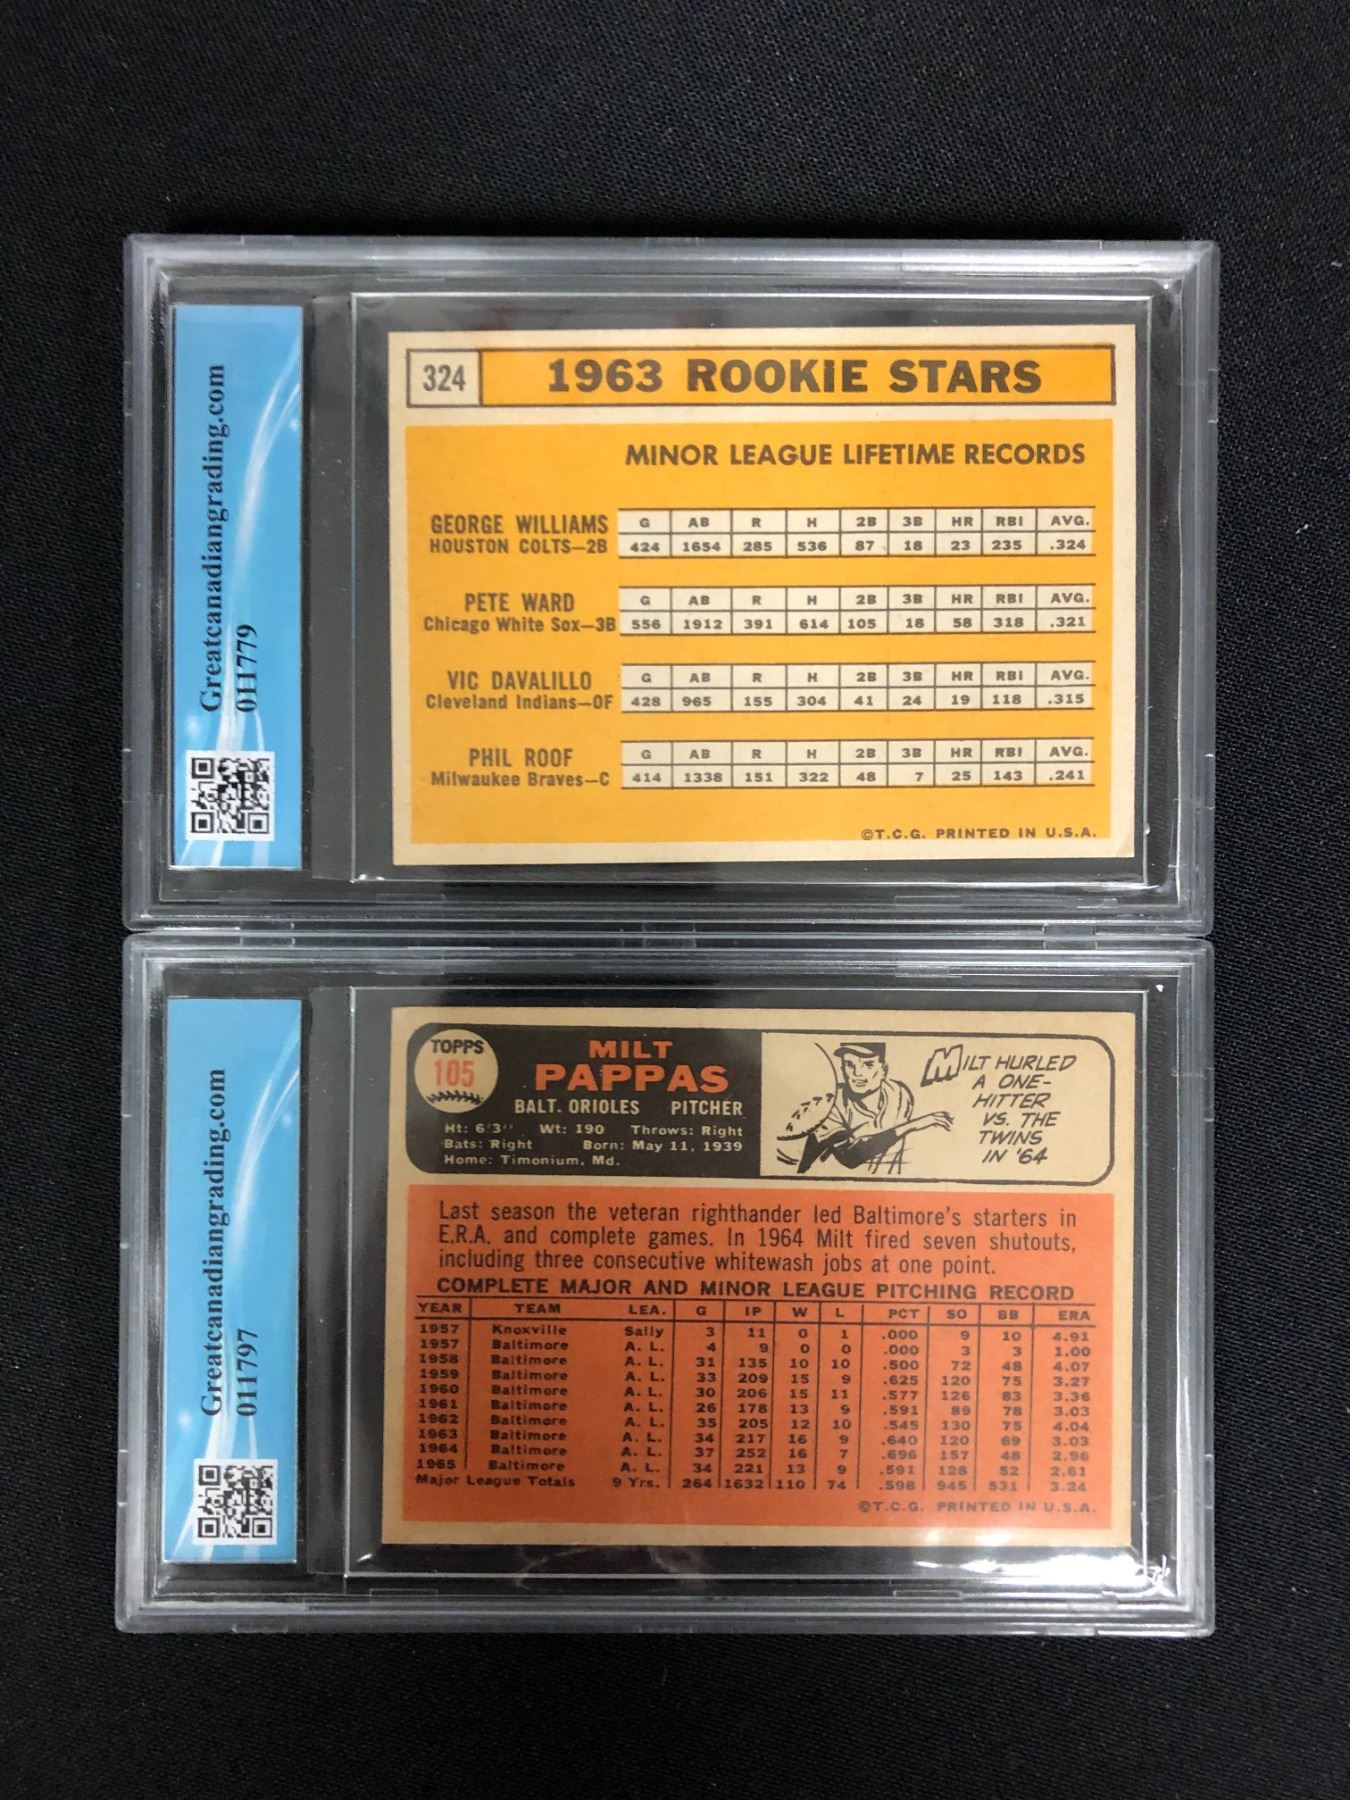 Greatcanadiangrading.com
011779
324
1963 ROOKIE STARS
MINOR LEAGUE LIFETIME RECORDS
GEORGE WILLIAMS
HOUSTON COLTS—2B
G AB R H 2B 3B HR RBI AVG.
424 1654 285 536 87 18 23 235 .324
PETE WARD
Chicago White Sox—3B
G AB R H 2B 3B HR RBI AVG.
556 1912 391 614 105 18 58 318 .321
VIC DAVALILLO
Cleveland Indians—OF
G AB R H 2B 3B HR RBI AVG.
428 965 155 304 41 24 19 118 .315
PHIL ROOF
Milwaukee Braves—C
G AB R H 2B 3B HR RBI AVG.
414 1338 151 322 48 7 25 143 .241
©T.C.G. PRINTED IN U.S.A.
Greatcanadiangrading.com
011797
TOPPS
105
MILT
PAPPAS
BALT. ORIOLES PITCHER
Ht: 6'3" Wt: 190 Throws: Right
Bats: Right Born: May 11, 1939
Home: Timonium, Md.
MILT HURLED
A ONE-
HITTER
VS. THE
TWINS
IN '64
Last season the veteran righthander led Baltimore's starters in
E.R.A. and complete games. In 1964 Milt fired seven shutouts,
including three consecutive whitewash jobs at one point.
COMPLETE MAJOR AND MINOR LEAGUE PITCHING RECORD
YEAR TEAM LEA. G IP W L PCT SO BB ERA
1957 Knoxville Sally 3 11 0 1 .000 9 10 4.91
1957 Baltimore A. L. 4 9 0 0 .000 3 3 1.00
1958 Baltimore A. L. 31 135 10 10 .500 72 48 4.07
1959 Baltimore A. L. 33 209 15 9 .625 120 75 3.27
1960 Baltimore A. L. 30 206 15 11 .577 126 83 3.36
1961 Baltimore A. L. 26 178 13 9 .591 89 78 3.03
1962 Baltimore A. L. 35 205 12 10 .545 130 75 4.04
1963 Baltimore A. L. 34 217 16 9 .640 120 69 3.03
1964 Baltimore A. L. 37 252 16 7 .696 157 48 2.96
1965 Baltimore A. L. 34 221 13 9 .591 128 52 2.61
Major League Totals 9 Yrs. 264 1632 110 74 .598 945 531 3.24
©T.C.G. PRINTED IN U.S.A.